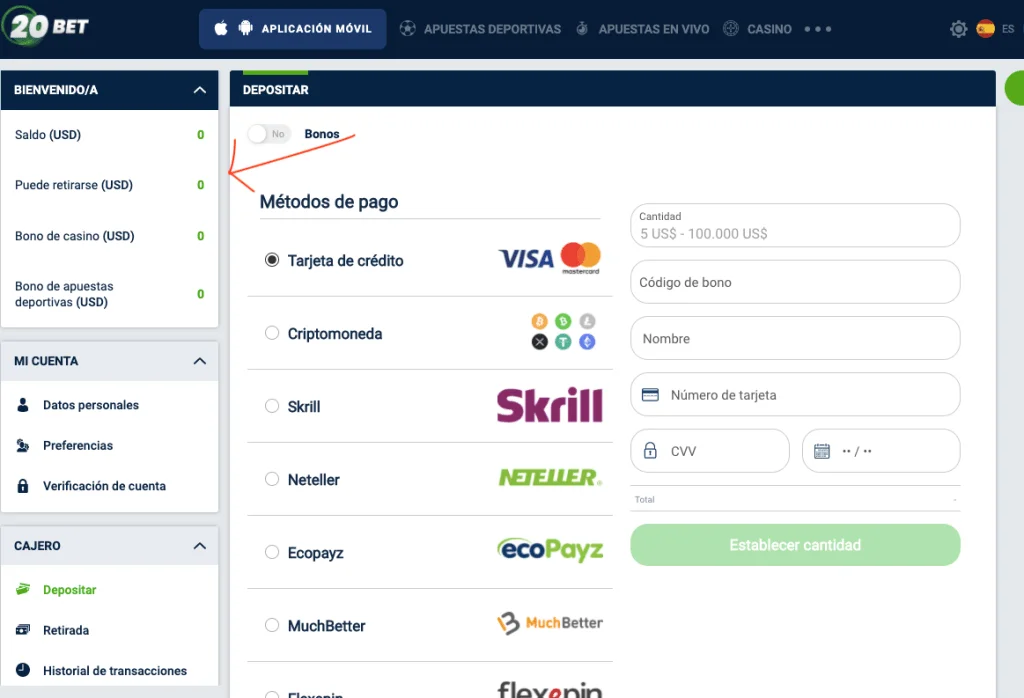 20 BET
APLICACIÓN MÓVIL
APUESTAS DEPORTIVAS
APUESTAS EN VIVO
CASINO
ES
BIENVENIDO/A
Saldo (USD) 0
Puede retirarse (USD) 0
Bono de casino (USD) 0
Bono de apuestas
deportivas (USD) 0
MI CUENTA
Datos personales
Preferencias
Verificación de cuenta
CAJERO
Depositar
Retirada
Historial de transacciones
DEPOSITAR
No Bonos
Métodos de pago
Tarjeta de crédito VISA mastercard
Criptomoneda
Skrill Skrill
Neteller NETELLER
Ecopayz ecoPayz
MuchBetter MuchBetter
Flexepin flexepin
Cantidad
5 US$ - 100.000 US$
Código de bono
Nombre
Número de tarjeta
CVV
·· / ··
Total -
Establecer cantidad